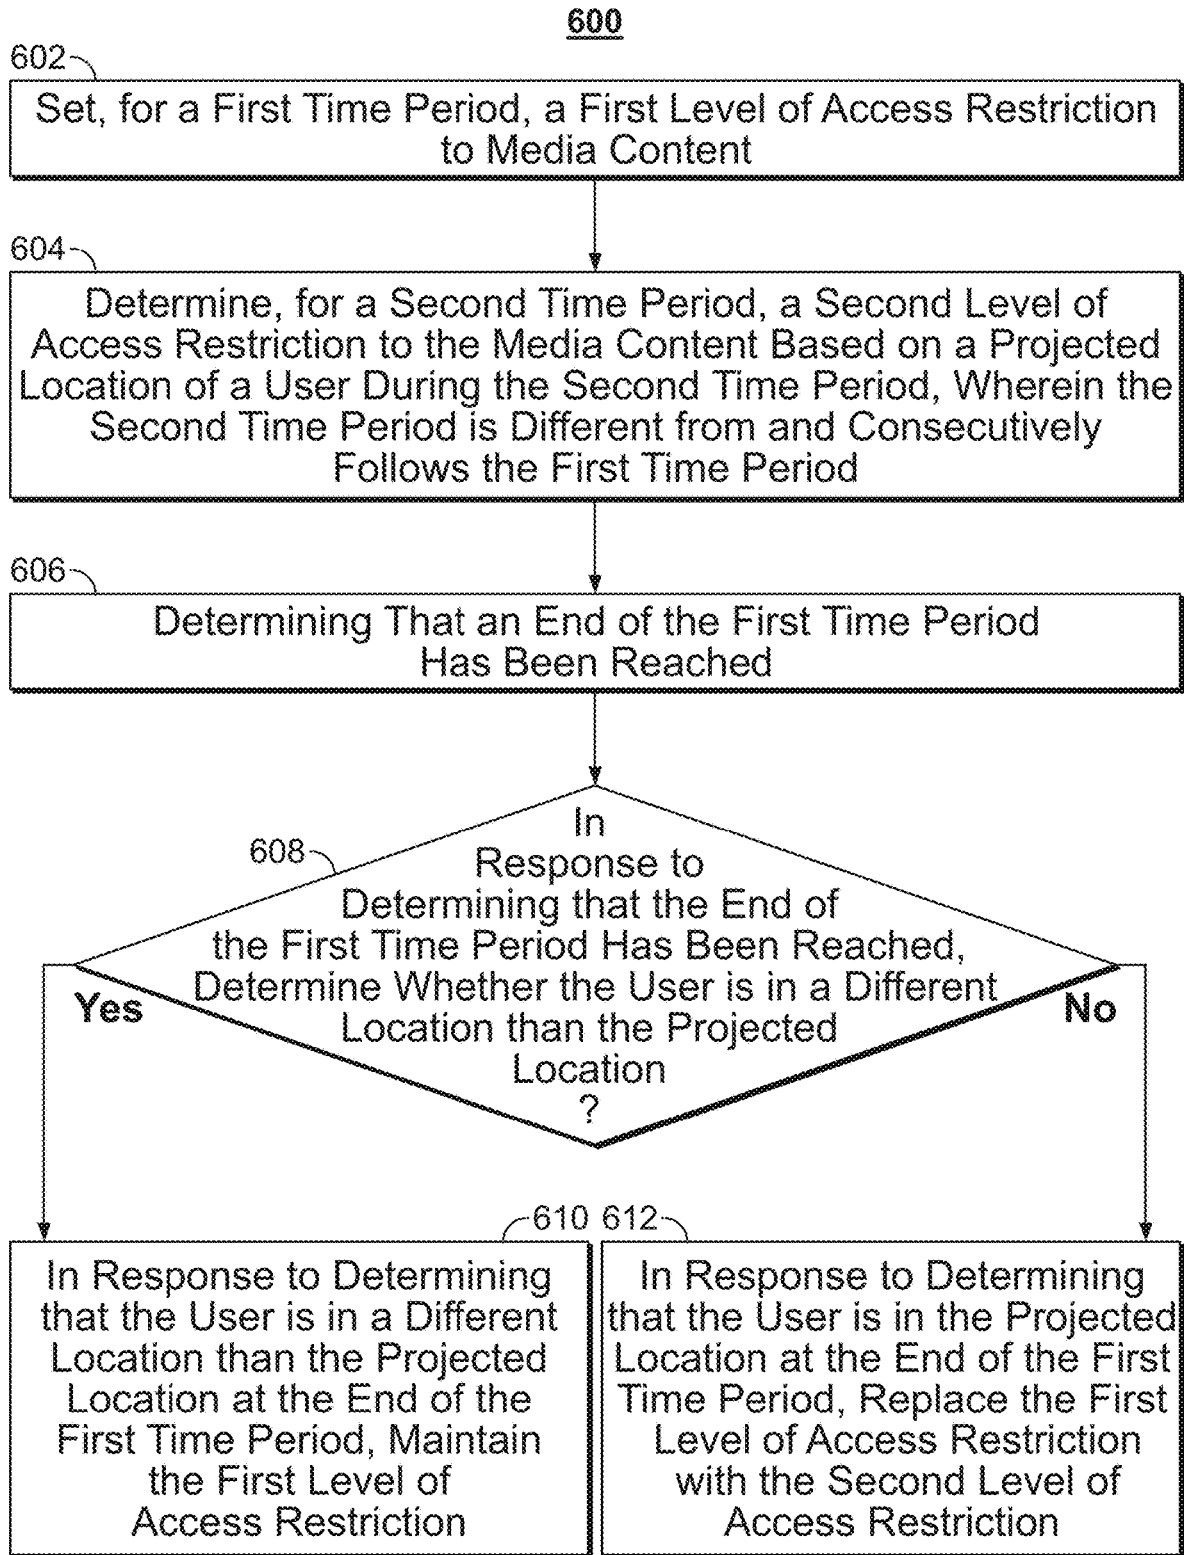 600
602
Set, for a First Time Period, a First Level of Access Restriction
to Media Content
604
Determine, for a Second Time Period, a Second Level of
Access Restriction to the Media Content Based on a Projected
Location of a User During the Second Time Period, Wherein the
Second Time Period is Different from and Consecutively
Follows the First Time Period
606
Determining That an End of the First Time Period
Has Been Reached
608
In
Response to
Determining that the End of
the First Time Period Has Been Reached,
Determine Whether the User is in a Different
Location than the Projected
Location
?
Yes
No
610
In Response to Determining
that the User is in a Different
Location than the Projected
Location at the End of the
First Time Period, Maintain
the First Level of
Access Restriction
612
In Response to Determining
that the User is in the Projected
Location at the End of the First
Time Period, Replace the First
Level of Access Restriction
with the Second Level of
Access Restriction